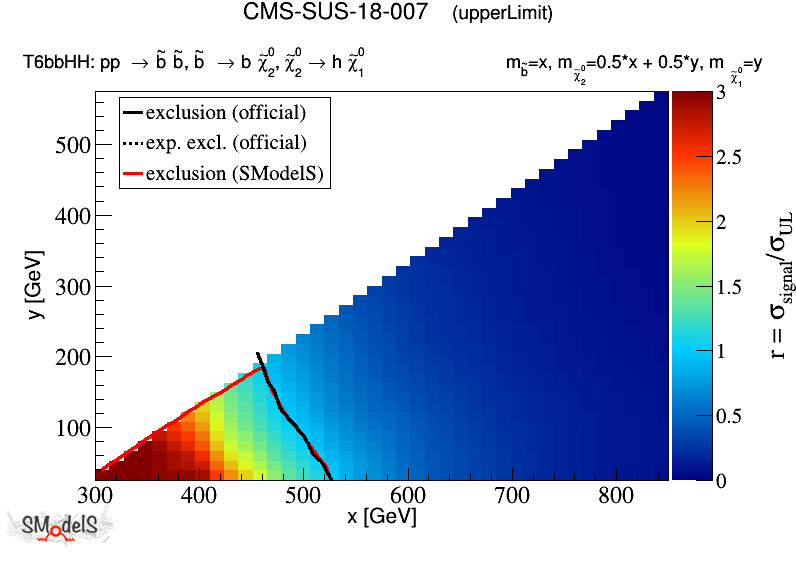 CMS-SUS-18-007 (upperLimit)
T6bbHH: pp → b̃ b̃, b̃ → b χ̃⁰₂, χ̃⁰₂ → h χ̃⁰₁
m_b̃=x, m_χ̃⁰₂=0.5*x + 0.5*y, m_χ̃⁰₁=y
exclusion (official)
exp. excl. (official)
exclusion (SModelS)
500
400
300
200
100
y [GeV]
300 400 500 600 700 800
x [GeV]
3
2.5
2
1.5
1
0.5
0
r = σ_signal/σ_UL
SModelS